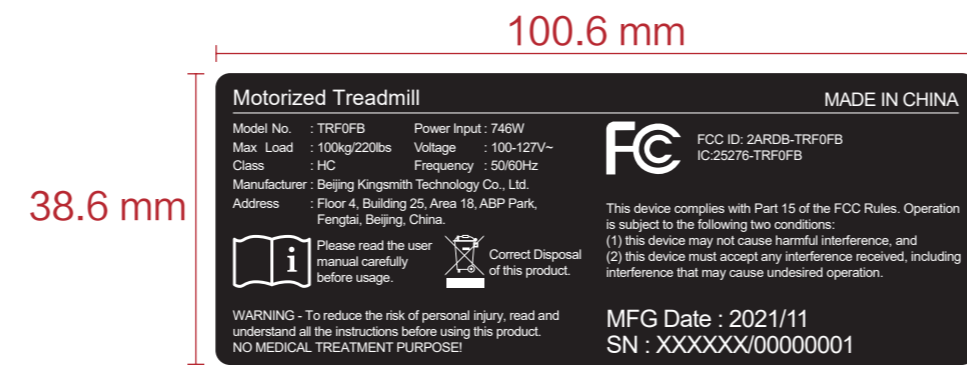 100.6 mm
38.6 mm
Motorized Treadmill
MADE IN CHINA
Model No. : TRF0FB Power Input : 746W
Max Load : 100kg/220lbs Voltage : 100-127V~
Class : HC Frequency : 50/60Hz
Manufacturer : Beijing Kingsmith Technology Co., Ltd.
Address : Floor 4, Building 25, Area 18, ABP Park,
Fengtai, Beijing, China.
i
Please read the user
manual carefully
before usage.
Correct Disposal
of this product.
WARNING - To reduce the risk of personal injury, read and
understand all the instructions before using this product.
NO MEDICAL TREATMENT PURPOSE!
FC
FCC ID: 2ARDB-TRF0FB
IC:25276-TRF0FB
This device complies with Part 15 of the FCC Rules. Operation
is subject to the following two conditions:
(1) this device may not cause harmful interference, and
(2) this device must accept any interference received, including
interference that may cause undesired operation.
MFG Date : 2021/11
SN : XXXXXX/00000001